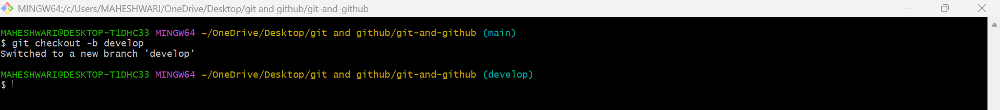 MINGW64:/c/Users/MAHESHWARI/OneDrive/Desktop/git and github/git-and-github
MAHESHWARI@DESKTOP-T1DHC33 MINGW64 ~/OneDrive/Desktop/git and github/git-and-github (main)
$ git checkout -b develop
Switched to a new branch 'develop'
MAHESHWARI@DESKTOP-T1DHC33 MINGW64 ~/OneDrive/Desktop/git and github/git-and-github (develop)
$